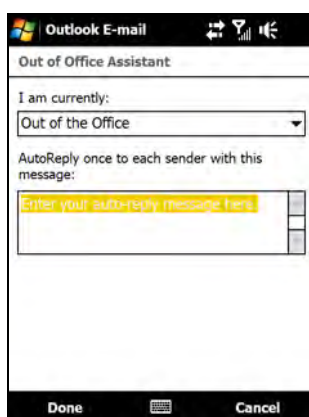 Outlook E-mail
Out of Office Assistant
I am currently:
Out of the Office
AutoReply once to each sender with this
message:
Enter your auto-reply message here.
Done
Cancel